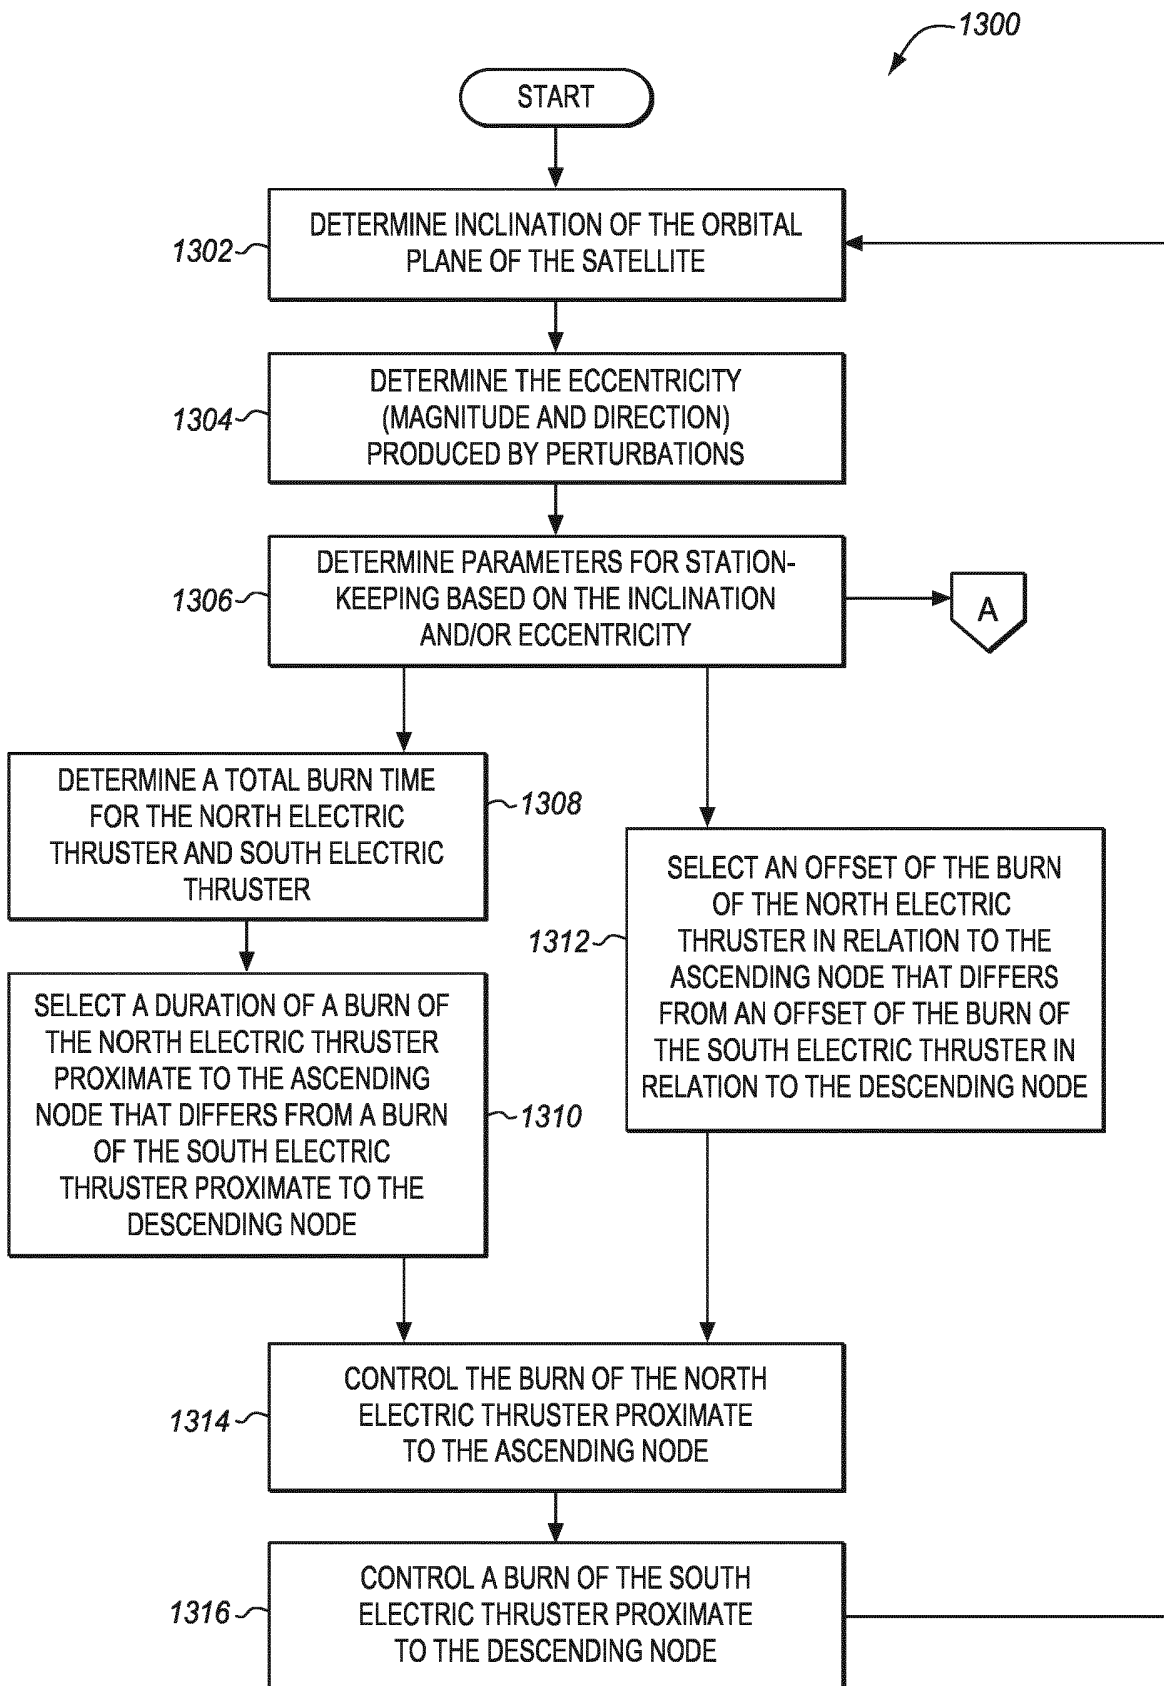 1300
START
1302
DETERMINE INCLINATION OF THE ORBITAL
PLANE OF THE SATELLITE
1304
DETERMINE THE ECCENTRICITY
(MAGNITUDE AND DIRECTION)
PRODUCED BY PERTURBATIONS
1306
DETERMINE PARAMETERS FOR STATION-
KEEPING BASED ON THE INCLINATION
AND/OR ECCENTRICITY
A
DETERMINE A TOTAL BURN TIME
FOR THE NORTH ELECTRIC
THRUSTER AND SOUTH ELECTRIC
THRUSTER
1308
SELECT A DURATION OF A BURN OF
THE NORTH ELECTRIC THRUSTER
PROXIMATE TO THE ASCENDING
NODE THAT DIFFERS FROM A BURN
OF THE SOUTH ELECTRIC
THRUSTER PROXIMATE TO THE
DESCENDING NODE
1310
1312
SELECT AN OFFSET OF THE BURN
OF THE NORTH ELECTRIC
THRUSTER IN RELATION TO THE
ASCENDING NODE THAT DIFFERS
FROM AN OFFSET OF THE BURN OF
THE SOUTH ELECTRIC THRUSTER IN
RELATION TO THE DESCENDING NODE
1314
CONTROL THE BURN OF THE NORTH
ELECTRIC THRUSTER PROXIMATE
TO THE ASCENDING NODE
1316
CONTROL A BURN OF THE SOUTH
ELECTRIC THRUSTER PROXIMATE
TO THE DESCENDING NODE